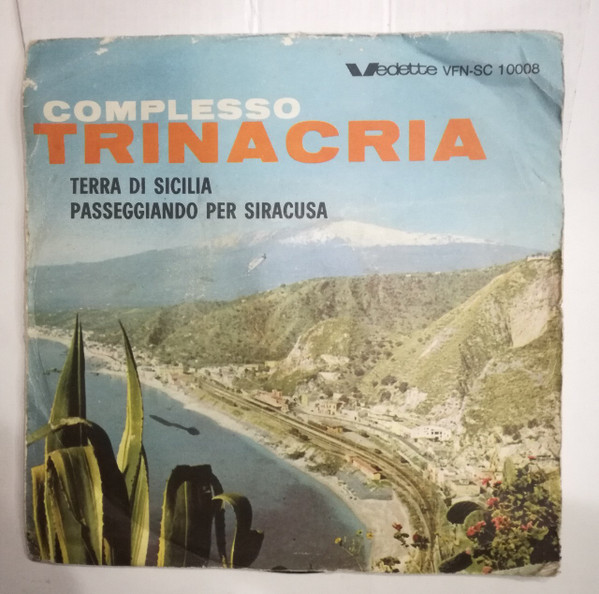 Vedette VFN-SC 10008
COMPLESSO
TRINACRIA
TERRA DI SICILIA
PASSEGGIANDO PER SIRACUSA